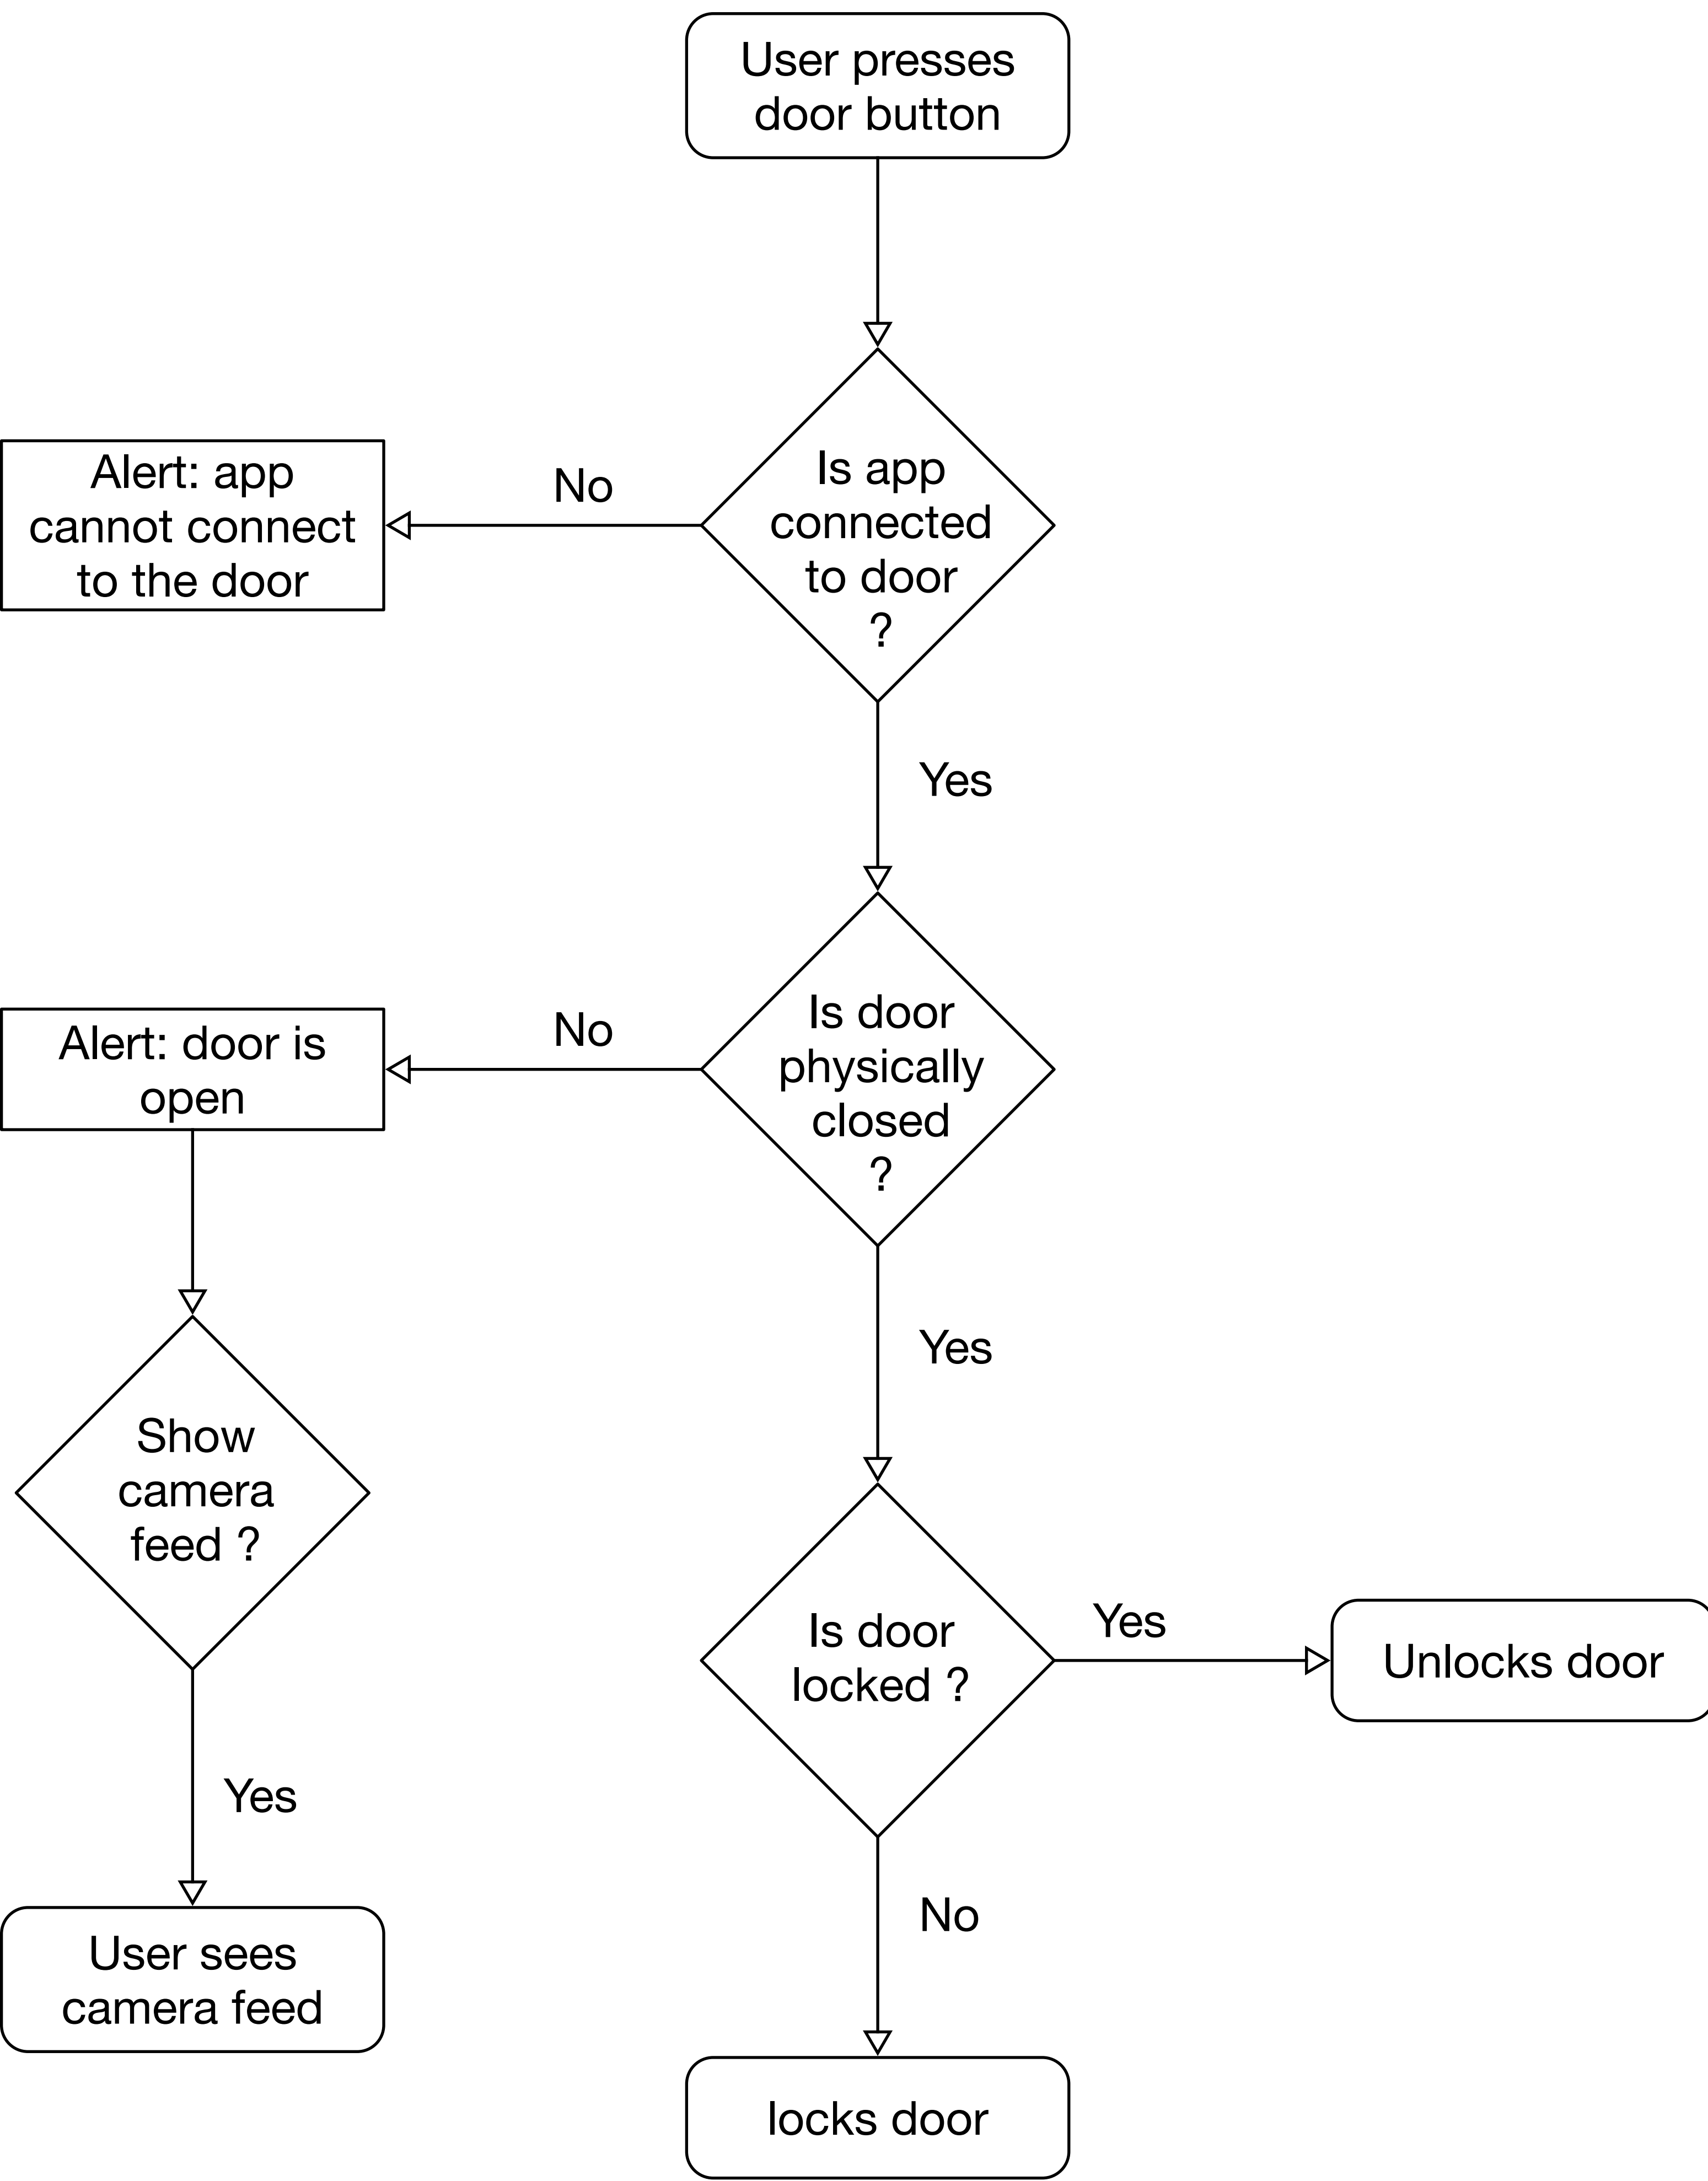 User presses
door button
Is app
connected
to door
?
No
Alert: app
cannot connect
to the door
Yes
Is door
physically
closed
?
No
Alert: door is
open
Yes
Show
camera
feed ?
Is door
locked ?
Yes
Unlocks door
Yes
No
User sees
camera feed
locks door